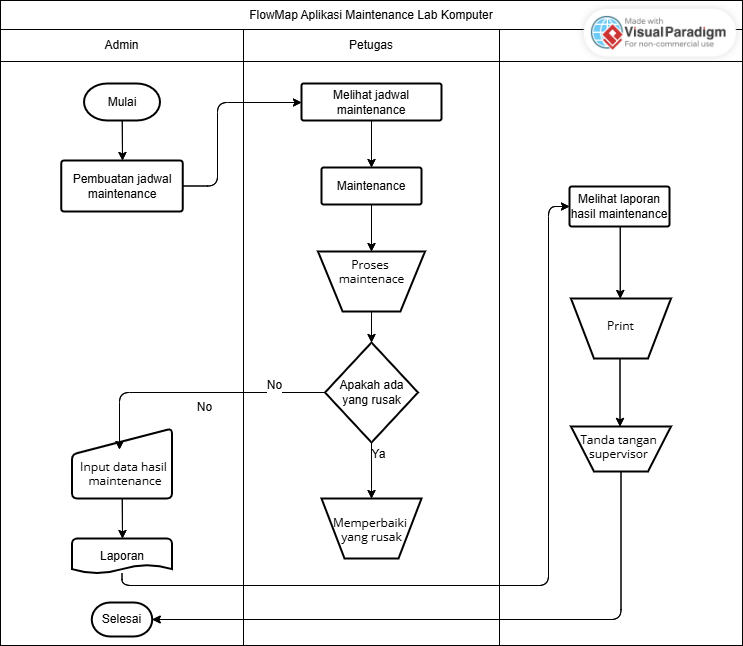 FlowMap Aplikasi Maintenance Lab Komputer
Made with
VisualParadigm
For non-commercial use
Admin
Petugas
Mulai
Melihat jadwal
maintenance
Pembuatan jadwal
maintenance
Maintenance
Melihat laporan
hasil maintenance
Proses
maintenace
Print
Apakah ada
yang rusak
No
No
Ya
Input data hasil
maintenance
Tanda tangan
supervisor
Memperbaiki
yang rusak
Laporan
Selesai